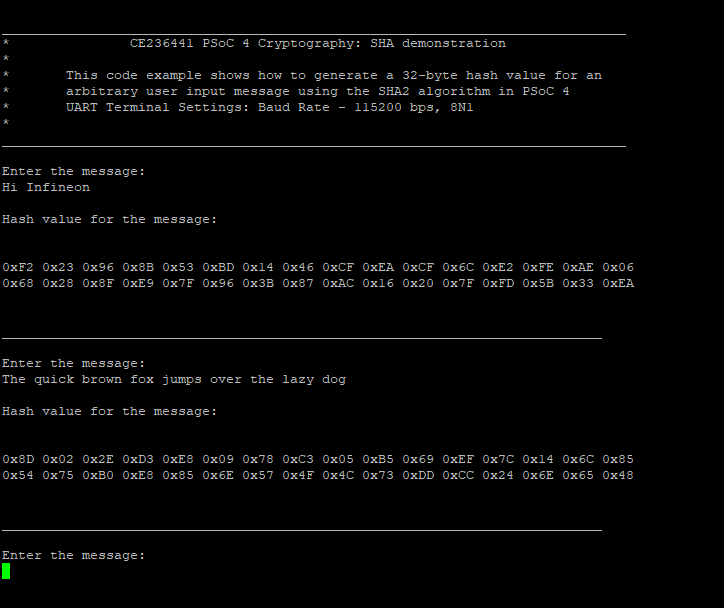 * CE236441 PSoC 4 Cryptography: SHA demonstration
*
* This code example shows how to generate a 32-byte hash value for an
* arbitrary user input message using the SHA2 algorithm in PSoC 4
* UART Terminal Settings: Baud Rate - 115200 bps, 8N1
*
Enter the message:
Hi Infineon
Hash value for the message:
0xF2 0x23 0x96 0x8B 0x53 0xBD 0x14 0x46 0xCF 0xEA 0xCF 0x6C 0xE2 0xFE 0xAE 0x06
0x68 0x28 0x8F 0xE9 0x7F 0x96 0x3B 0x87 0xAC 0x16 0x20 0x7F 0xFD 0x5B 0x33 0xEA
Enter the message:
The quick brown fox jumps over the lazy dog
Hash value for the message:
0x8D 0x02 0x2E 0xD3 0xE8 0x09 0x78 0xC3 0x05 0xB5 0x69 0xEF 0x7C 0x14 0x6C 0x85
0x54 0x75 0xB0 0xE8 0x85 0x6E 0x57 0x4F 0x4C 0x73 0xDD 0xCC 0x24 0x6E 0x65 0x48
Enter the message: